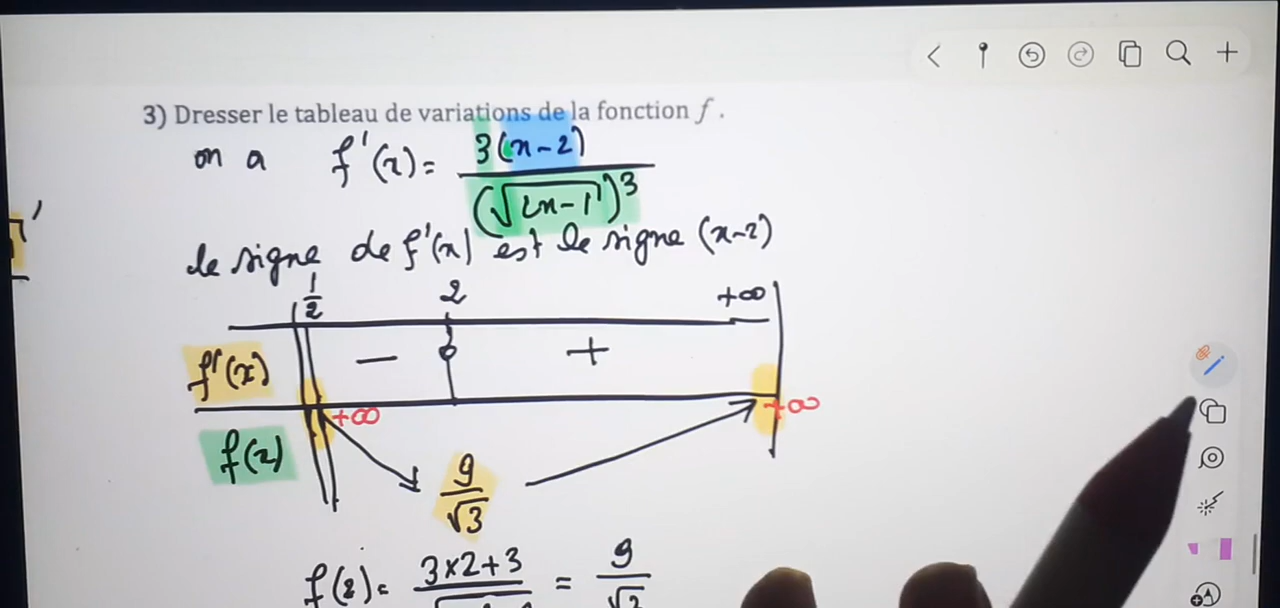 3) Dresser le tableau de variations de la fonction f .
on a f'(x) = 3(x-2) / (√2x-1)³
le signe de f'(x) est le signe (x-2)
1/2 2 +∞
f'(x) - 0 +
+∞ +∞
f(x) 9/√3
f(2) = 3×2+3 / √ = 9/√3